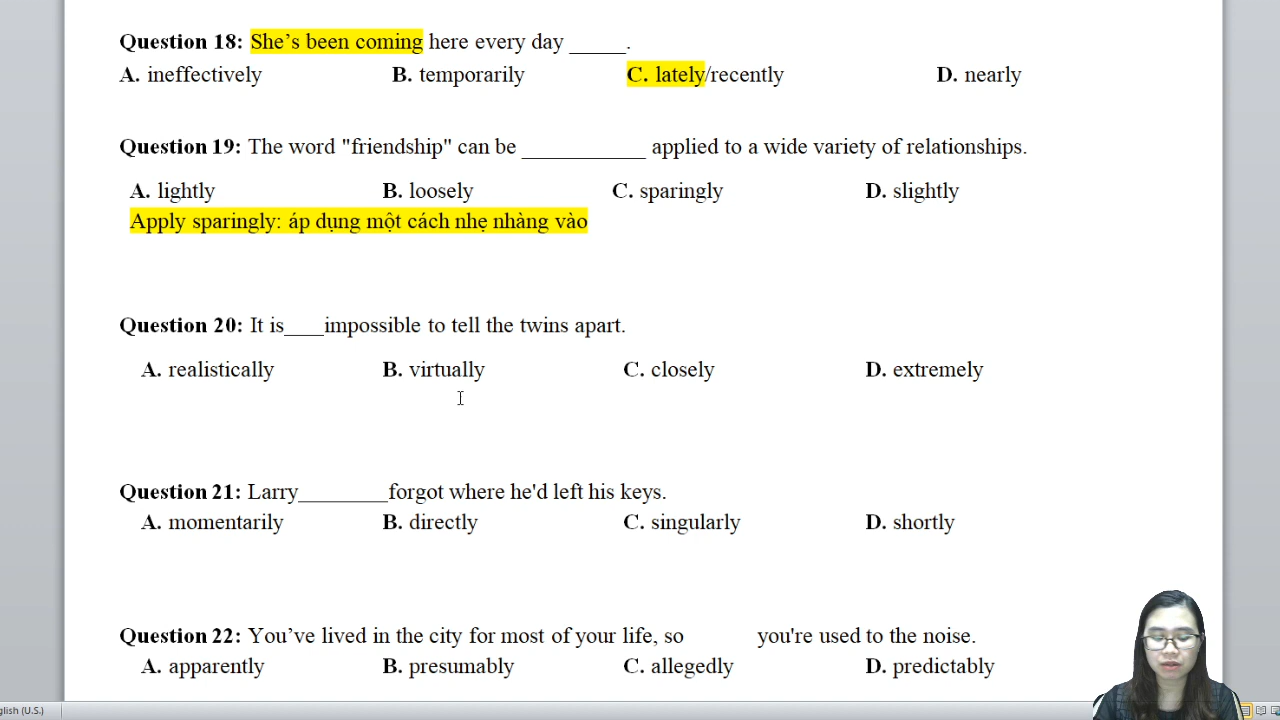 Question 18: She's been coming here every day _____.
A. ineffectively B. temporarily C. lately/recently D. nearly
Question 19: The word "friendship" can be ___________ applied to a wide variety of relationships.
A. lightly B. loosely C. sparingly D. slightly
Apply sparingly: áp dụng một cách nhẹ nhàng vào
Question 20: It is____impossible to tell the twins apart.
A. realistically B. virtually C. closely D. extremely
Question 21: Larry________forgot where he'd left his keys.
A. momentarily B. directly C. singularly D. shortly
Question 22: You’ve lived in the city for most of your life, so you're used to the noise.
A. apparently B. presumably C. allegedly D. predictably
glish (U.S.)